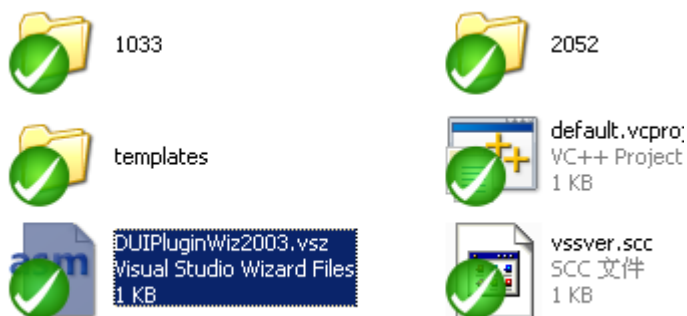 1033
2052
templates
default.vcproj
VC++ Project
1 KB
asm
DUIPluginWiz2003.vsz
Visual Studio Wizard Files
1 KB
vssver.scc
SCC 文件
1 KB